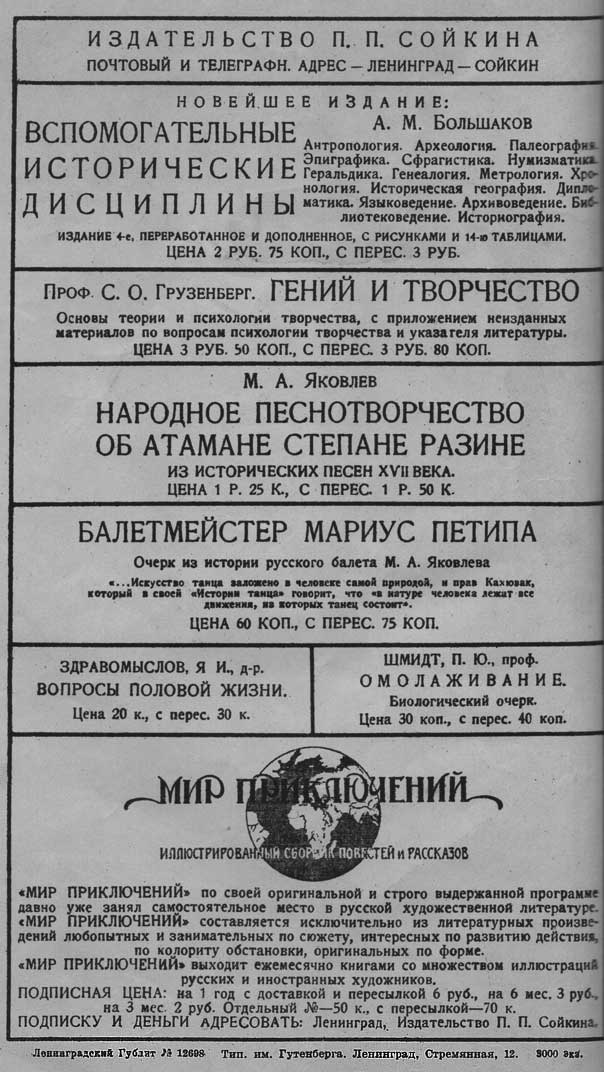 ИЗДАТЕЛЬСТВО П. П. СОЙКИНА
ПОЧТОВЫЙ И ТЕЛЕГРАФН. АДРЕС — ЛЕНИНГРАД — СОЙКИН
НОВЕЙШЕЕ ИЗДАНИЕ:
ВСПОМОГАТЕЛЬНЫЕ
ИСТОРИЧЕСКИЕ
ДИСЦИПЛИНЫ
А. М. БОЛЬШАКОВ
Антропология. Археология. Палеография.
Эпиграфика. Сфрагистика. Нумизматика.
Геральдика. Генеалогия. Метрология. Хро-
нология. Историческая география. Дипло-
матика. Языковедение. Архивоведение. Биб-
лиотековедение. Историография.
ИЗДАНИЕ 4-е, ПЕРЕРАБОТАННОЕ И ДОПОЛНЕННОЕ, С РИСУНКАМИ И 14-ю ТАБЛИЦАМИ.
ЦЕНА 2 РУБ. 75 КОП., С ПЕРЕС. 3 РУБ.
ПРОФ. С. О. ГРУЗЕНБЕРГ. ГЕНИЙ И ТВОРЧЕСТВО
Основы теории и психологии творчества, с приложением неизданных
материалов по вопросам психологии творчества и указателя литературы.
ЦЕНА 3 РУБ. 50 КОП., С ПЕРЕС. 3 РУБ. 80 КОП.
М. А. ЯКОВЛЕВ
НАРОДНОЕ ПЕСНОТВОРЧЕСТВО
ОБ АТАМАНЕ СТЕПАНЕ РАЗИНЕ
ИЗ ИСТОРИЧЕСКИХ ПЕСЕН XVII ВЕКА.
ЦЕНА 1 Р. 25 К., С ПЕРЕС. 1 Р. 50 К.
БАЛЕТМЕЙСТЕР МАРИУС ПЕТИПА
Очерк из истории русского балета М. А. Яковлева
«...Искусство танца заложено в человеке самой природой, и прав Кахюзак,
который в своей «Истории танца» говорит, что «в натуре человека лежат все
движения, из которых танец состоит».
ЦЕНА 60 КОП., С ПЕРЕС. 75 КОП.
ЗДРАВОМЫСЛОВ, Я И., д-р.
ВОПРОСЫ ПОЛОВОЙ ЖИЗНИ.
Цена 20 к., с перес. 30 к.
ШМИДТ, П. Ю., проф.
ОМОЛАЖИВАНИЕ.
Биологический очерк.
Цена 30 коп., с перес. 40 коп.
МИР ПРИКЛЮЧЕНИЙ
ИЛЛЮСТРИРОВАННЫЙ СБОРНИК ПОВЕСТЕЙ и РАССКАЗОВ
«МИР ПРИКЛЮЧЕНИЙ» по своей оригинальной и строго выдержанной программе
давно уже занял самостоятельное место в русской художественной литературе.
«МИР ПРИКЛЮЧЕНИЙ» составляется исключительно из литературных произве-
дений любопытных и занимательных по сюжету, интересных по развитию действия,
по колориту обстановки, оригинальных по форме.
«МИР ПРИКЛЮЧЕНИЙ» выходит ежемесячно книгами со множеством иллюстраций
русских и иностранных художников.
ПОДПИСНАЯ ЦЕНА: на 1 год с доставкой и пересылкой 6 руб., на 6 мес. 3 руб.,
на 3 мес. 2 руб. Отдельный №—50 к., с пересылкой—70 к.
ПОДПИСКУ И ДЕНЬГИ АДРЕСОВАТЬ: Ленинград, Издательство П. П. Сойкина.
Ленинградский Гублит № 12698. Тип. им. Гутенберга. Ленинград, Стремянная, 12. 3000 экз.